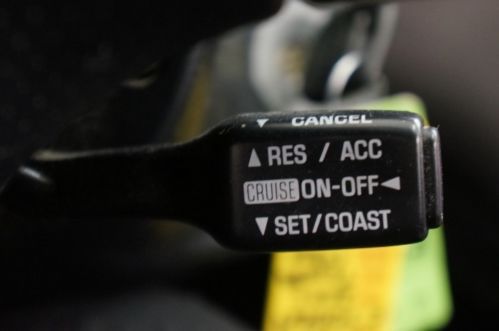 ▼ CANCEL
▲ RES / ACC
CRUISE ON-OFF ◄
▼ SET/COAST